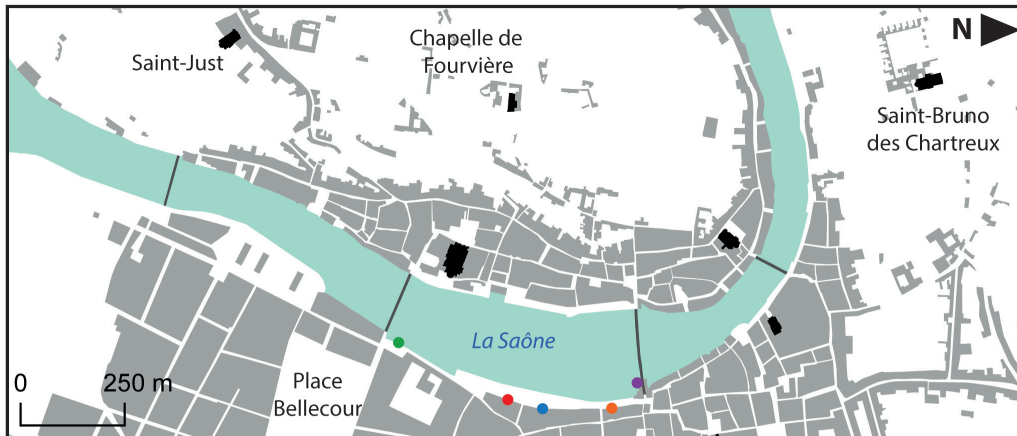 Saint-Just
Chapelle de
Fourvière
N
Saint-Bruno
des Chartreux
La Saône
Place
Bellecour
0 250 m